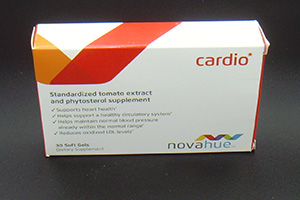 cardio*
Standardized tomato extract
and phytosterol supplement
✓ Supports heart health*
✓ Helps support a healthy circulatory system*
✓ Helps maintain normal blood pressure
already within the normal range*
✓ Reduces oxidized LDL levels*
novahue
Soft Gels
Dietary Supplement